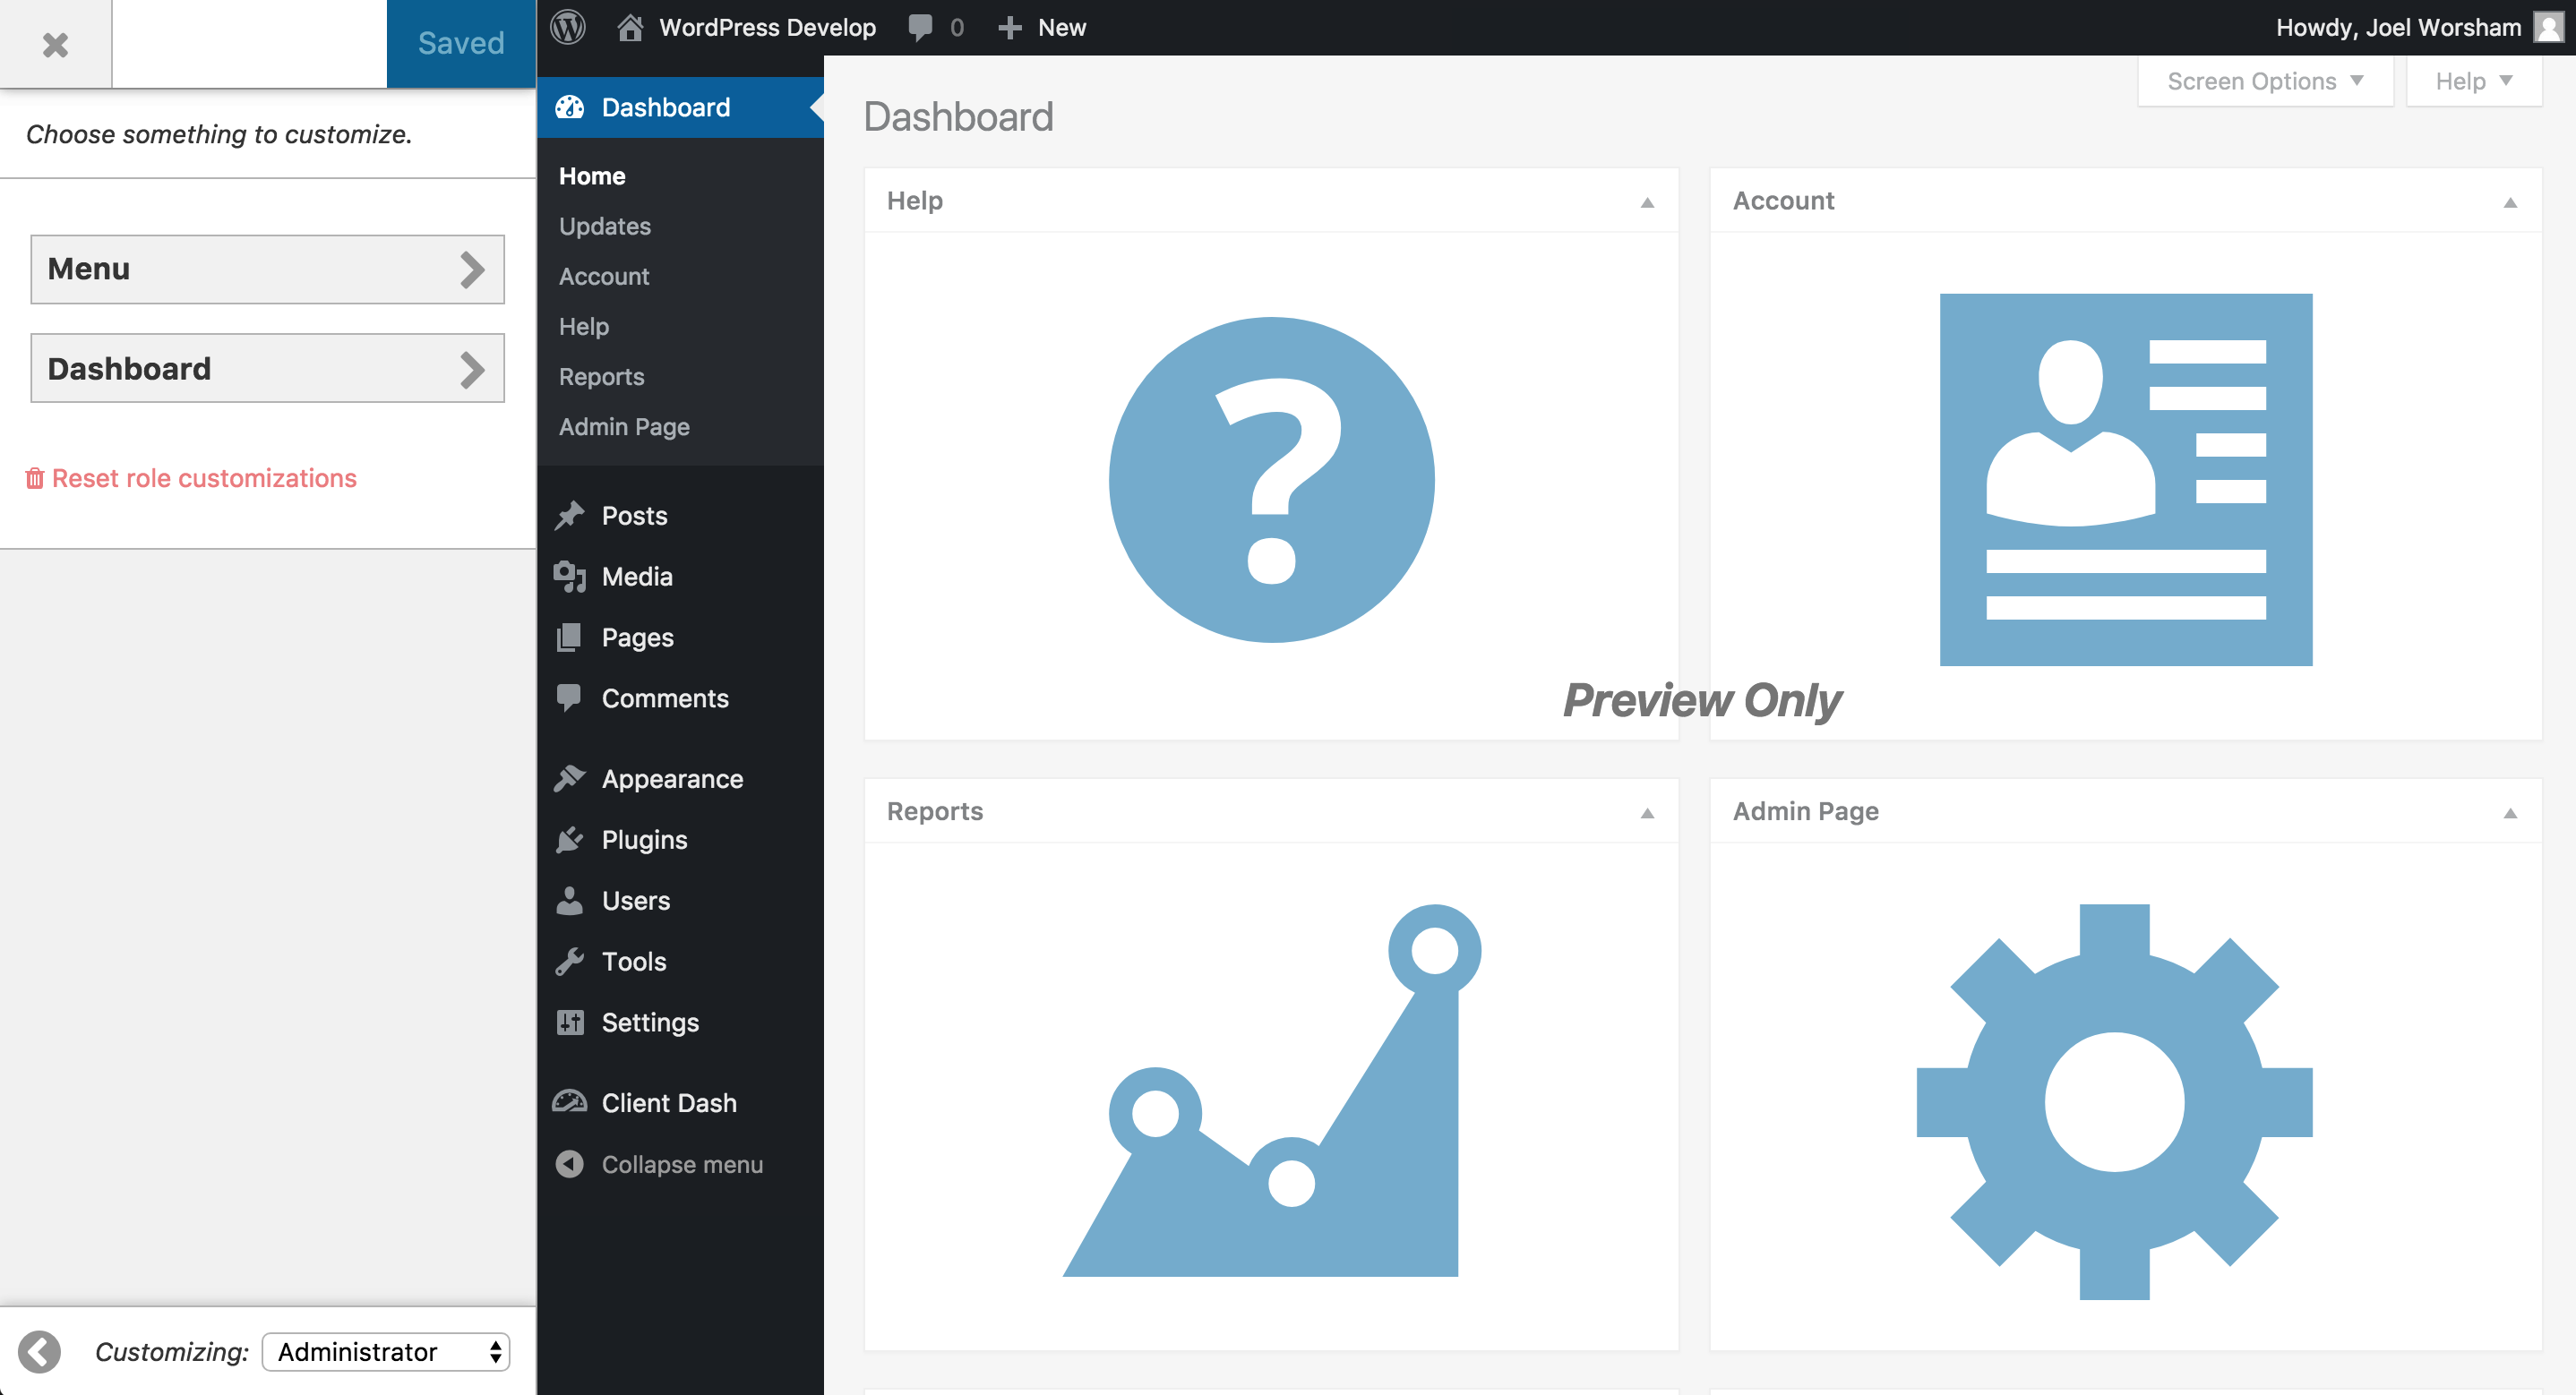 Saved
Choose something to customize.
Menu
Dashboard
Reset role customizations
Customizing: Administrator
WordPress Develop 0 New
Howdy, Joel Worsham
Dashboard
Home
Updates
Account
Help
Reports
Admin Page
Posts
Media
Pages
Comments
Appearance
Plugins
Users
Tools
Settings
Client Dash
Collapse menu
Screen Options Help
Dashboard
Help
Account
Preview Only
Reports
Admin Page